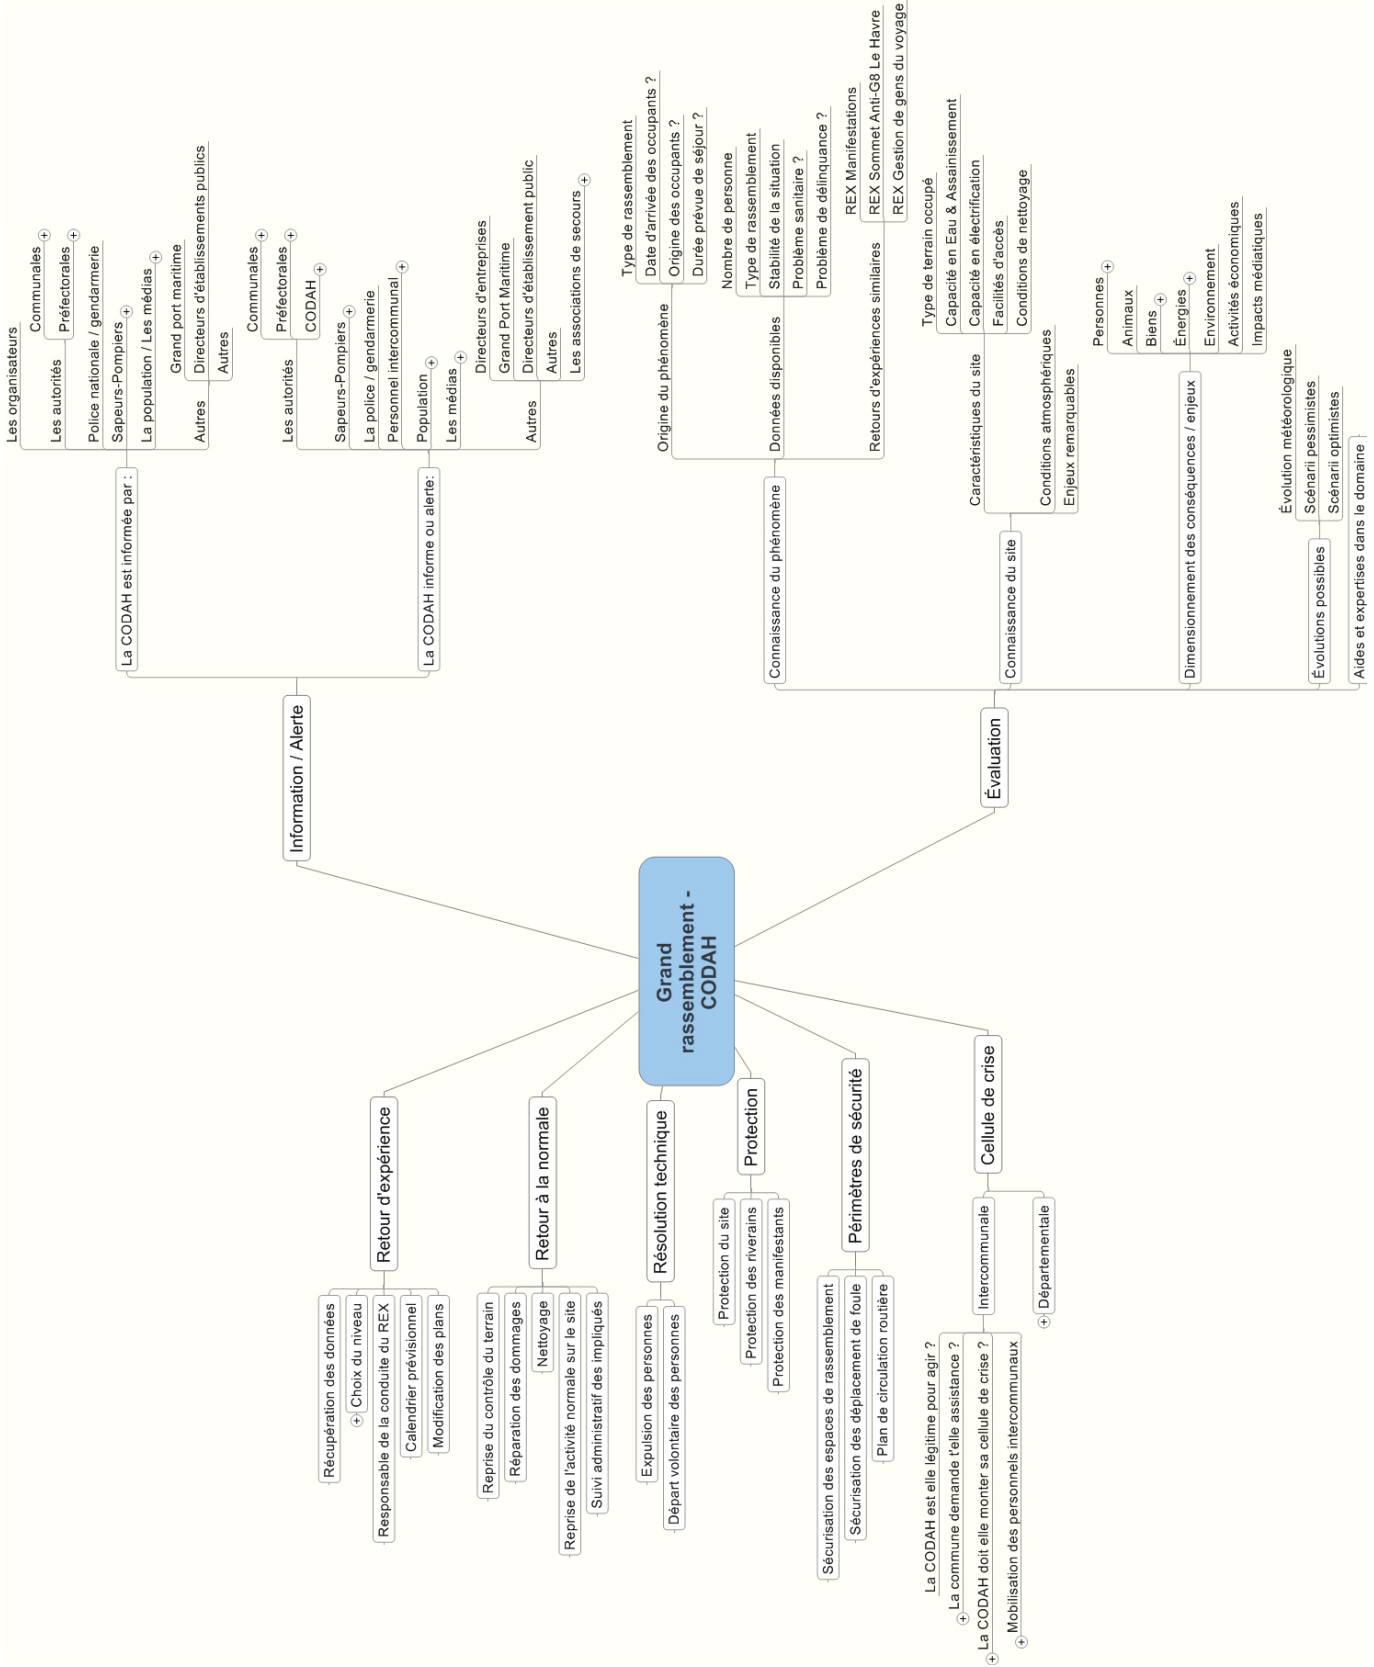 Grand
rassemblement -
CODAH
Information / Alerte
La CODAH est informée par :
Les organisateurs
Les autorités
Communales
Préfectorales
Police nationale / gendarmerie
Sapeurs-Pompiers
La population / Les médias
Autres
Grand port maritime
Directeurs d'établissements publics
Autres
La CODAH informe ou alerte:
Les autorités
Communales
Préfectorales
CODAH
Sapeurs-Pompiers
La police / gendarmerie
Personnel intercommunal
Population
Les médias
Autres
Directeurs d'entreprises
Grand Port Maritime
Directeurs d'établissement public
Autres
Les associations de secours
Évaluation
Connaissance du phénomène
Origine du phénomène
Type de rassemblement
Date d'arrivée des occupants ?
Origine des occupants ?
Durée prévue de séjour ?
Données disponibles
Nombre de personne
Type de rassemblement
Stabilité de la situation
Problème sanitaire ?
Problème de délinquance ?
Retours d'expériences similaires
REX Manifestations
REX Sommet Anti-G8 Le Havre
REX Gestion de gens du voyage
Connaissance du site
Caractéristiques du site
Type de terrain occupé
Capacité en Eau & Assainissement
Capacité en électrification
Facilités d'accès
Conditions de nettoyage
Conditions atmosphériques
Enjeux remarquables
Dimensionnement des conséquences / enjeux
Personnes
Animaux
Biens
Énergies
Environnement
Activités économiques
Impacts médiatiques
Évolutions possibles
Évolution météorologique
Scénarii pessimistes
Scénarii optimistes
Aides et expertises dans le domaine
Retour d'expérience
Récupération des données
Choix du niveau
Responsable de la conduite du REX
Calendrier prévisionnel
Modification des plans
Retour à la normale
Reprise du contrôle du terrain
Réparation des dommages
Nettoyage
Reprise de l'activité normale sur le site
Suivi administratif des impliqués
Résolution technique
Expulsion des personnes
Départ volontaire des personnes
Protection
Protection du site
Protection des riverains
Protection des manifestants
Périmètres de sécurité
Sécurisation des espaces de rassemblement
Sécurisation des déplacement de foule
Plan de circulation routière
Cellule de crise
Intercommunale
La CODAH est elle légitime pour agir ?
La commune demande t'elle assistance ?
La CODAH doit elle monter sa cellule de crise ?
Mobilisation des personnels intercommunaux
Départementale